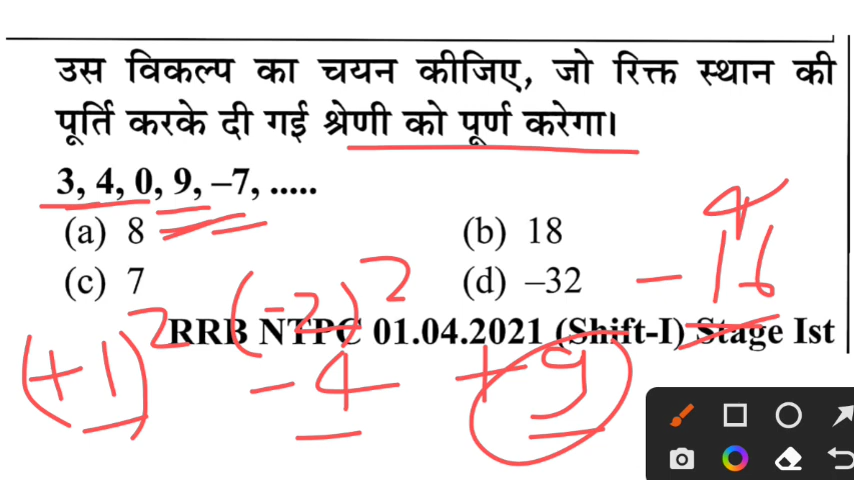 उस विकल्प का चयन कीजिए, जो रिक्त स्थान की
पूर्ति करके दी गई श्रेणी को पूर्ण करेगा।
3, 4, 0, 9, –7, .....
(a) 8 (b) 18
(c) 7 (d) –32
RRB NTPC 01.04.2021 (Shift-I) Stage Ist
(+1)² (-2)² - 16
- 4 + 9